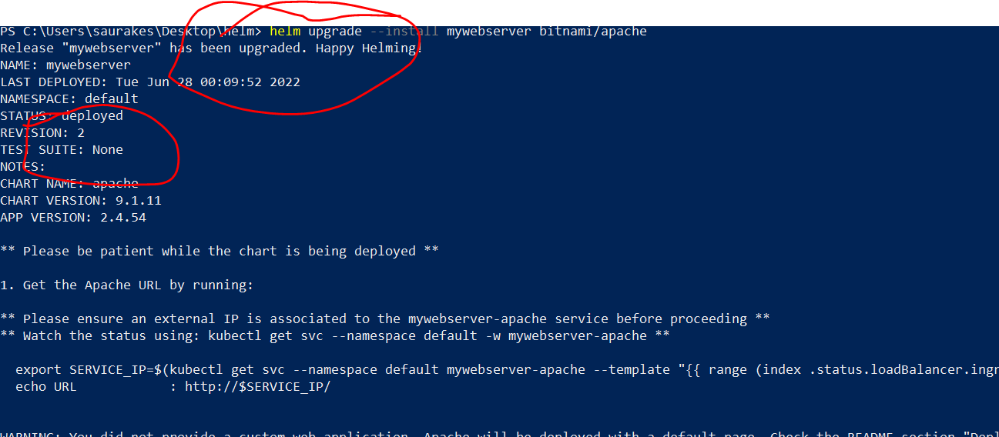 PS C:\Users\saurakes\Desktop\helm> helm upgrade --install mywebserver bitnami/apache
Release "mywebserver" has been upgraded. Happy Helming!
NAME: mywebserver
LAST DEPLOYED: Tue Jun 28 00:09:52 2022
NAMESPACE: default
STATUS: deployed
REVISION: 2
TEST SUITE: None
NOTES:
CHART NAME: apache
CHART VERSION: 9.1.11
APP VERSION: 2.4.54
** Please be patient while the chart is being deployed **
1. Get the Apache URL by running:
** Please ensure an external IP is associated to the mywebserver-apache service before proceeding **
** Watch the status using: kubectl get svc --namespace default -w mywebserver-apache **
export SERVICE_IP=$(kubectl get svc --namespace default mywebserver-apache --template "{{ range (index .status.loadBalancer.ingr
echo URL : http://$SERVICE_IP/
WARNING: You did not provide a custom web application. Apache will be deployed with a default page. Check the README section "Depl